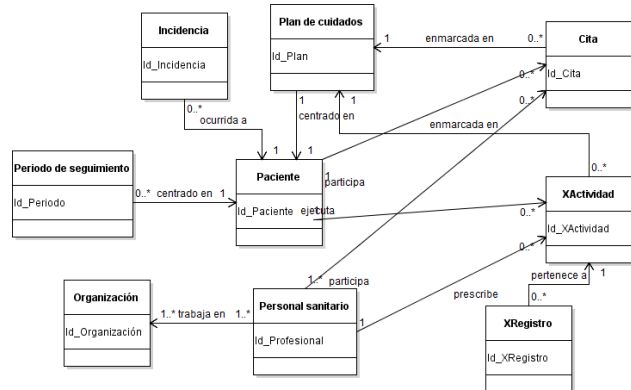 Incidencia
Id_Incidencia
Plan de cuidados
Id_Plan
Cita
Id_Cita
1
enmarcada en
0..*
0..*
ocurrida a
1
1
centrado en
1
1
enmarcada en
0..*
0..*
0..*
Periodo de seguimiento
Id_Periodo
0..*
centrado en
1
Paciente
Id_Paciente
1
participa
1
ejecuta
0..*
XActividad
Id_XActividad
0..*
prescribe
1
pertenece a
1
0..*
Organización
Id_Organización
1..*
trabaja en
1..*
Personal sanitario
Id_Profesional
1..*
participa
XRegistro
Id_XRegistro